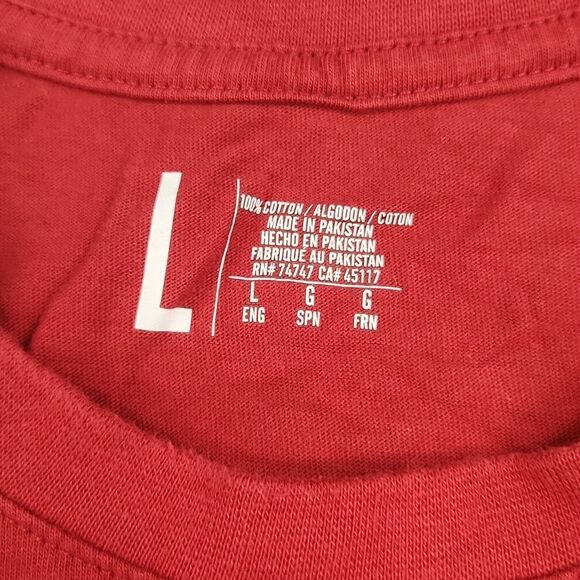 L
100% COTTON / ALGODON / COTON
MADE IN PAKISTAN
HECHO EN PAKISTAN
FABRIQUÉ AU PAKISTAN
RN# 74747 CA# 45117
L G G
ENG SPN FRN